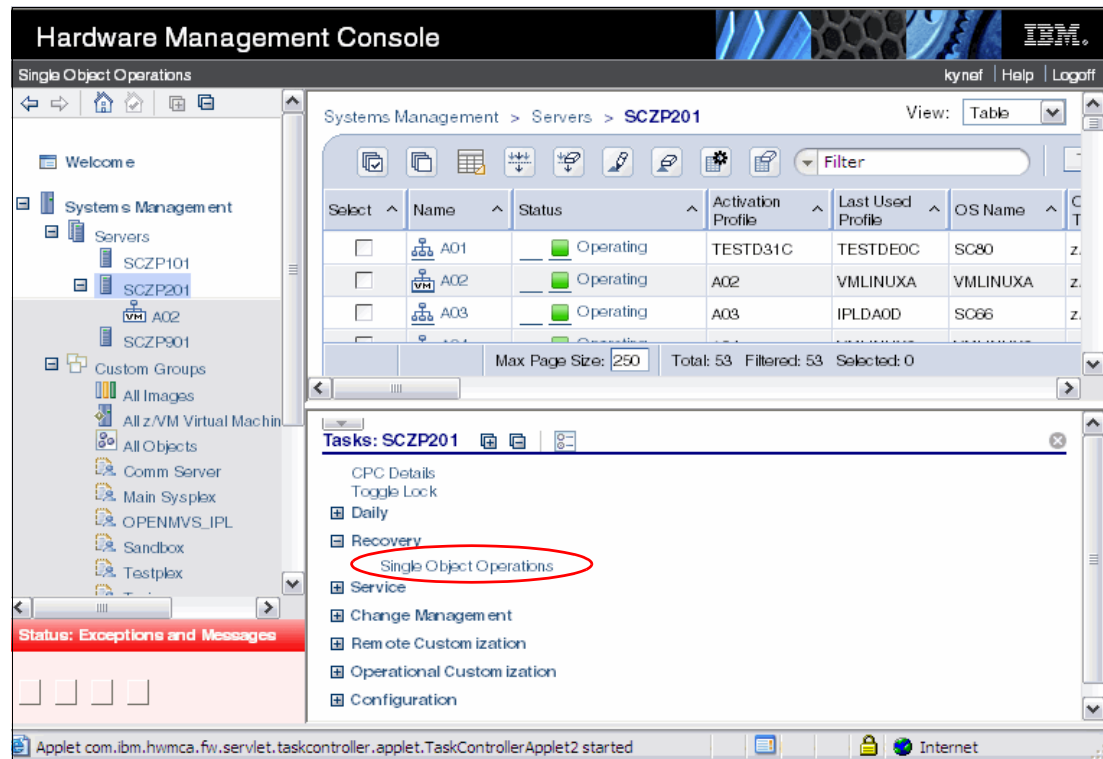 Hardware Management Console
IBM.
Single Object Operations
kynef | Help | Logoff
Welcome
Systems Management
Servers
SCZP101
SCZP201
A02
SCZP901
Custom Groups
All Images
All z/VM Virtual Machin
All Objects
Comm Server
Main Sysplex
OPENMVS_IPL
Sandbox
Testplex
Status: Exceptions and Messages
Systems Management > Servers > SCZP201
View: Table
Filter
Select Name Status Activation Profile Last Used Profile OS Name
A01 Operating TESTD31C TESTDE0C SC80 z.
A02 Operating A02 VMLINUXA VMLINUXA z.
A03 Operating A03 IPLDA0D SC66 z.
Max Page Size: 250 Total: 53 Filtered: 53 Selected: 0
Tasks: SCZP201
CPC Details
Toggle Lock
Daily
Recovery
Single Object Operations
Service
Change Management
Remote Customization
Operational Customization
Configuration
Applet com.ibm.hwmca.fw.servlet.taskcontroller.applet.TaskControllerApplet2 started
Internet